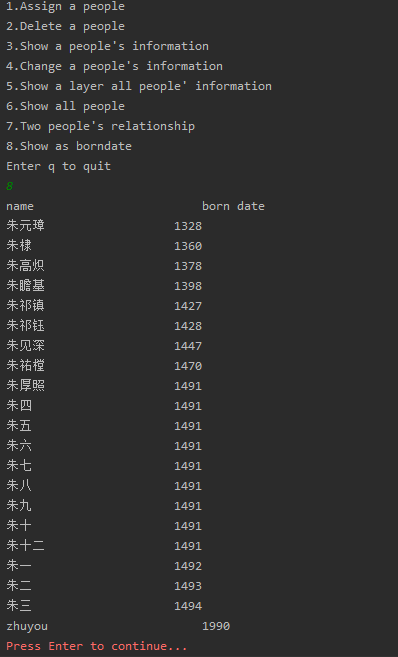 1.Assign a people
2.Delete a people
3.Show a people's information
4.Change a people's information
5.Show a layer all people' information
6.Show all people
7.Two people's relationship
8.Show as borndate
Enter q to quit
8
name born date
朱元璋 1328
朱棣 1360
朱高炽 1378
朱瞻基 1398
朱祁镇 1427
朱祁钰 1428
朱见深 1447
朱祐樘 1470
朱厚照 1491
朱四 1491
朱五 1491
朱六 1491
朱七 1491
朱八 1491
朱九 1491
朱十 1491
朱十二 1491
朱一 1492
朱二 1493
朱三 1494
zhuyou 1990
Press Enter to continue...